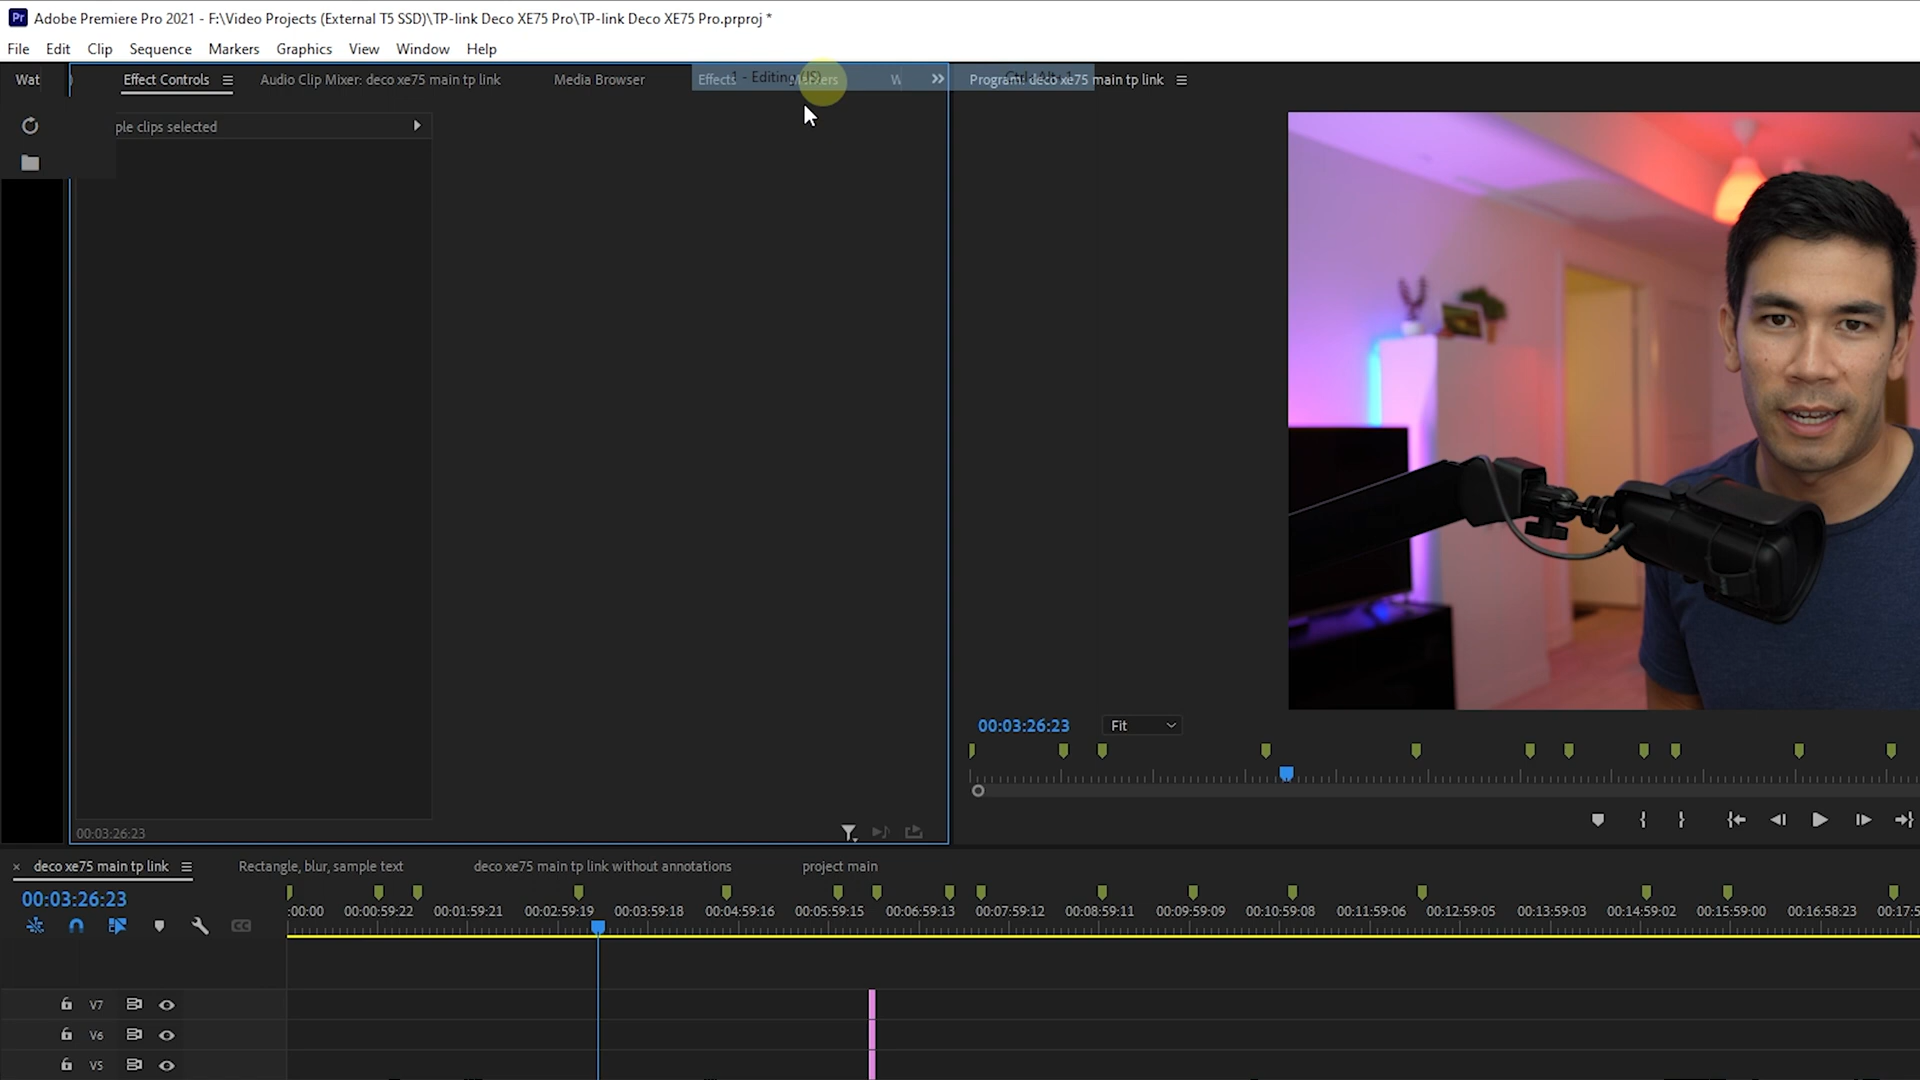 Adobe Premiere Pro 2021 - F:\Video Projects (External T5 SSD)\TP-link Deco XE75 Pro\TP-link Deco XE75 Pro.prproj *
File Edit Clip Sequence Markers Graphics View Window Help
Wat Effect Controls Audio Clip Mixer: deco xe75 main tp link Media Browser Effects Markers Program: deco xe75 main tp link
1 - Editing (JS) Ctrl+Alt+1
ple clips selected
00:03:26:23 Fit
00:03:26:23
deco xe75 main tp link Rectangle, blur, sample text deco xe75 main tp link without annotations project main
00:03:26:23
:00:00 00:00:59:22 00:01:59:21 00:02:59:19 00:03:59:18 00:04:59:16 00:05:59:15 00:06:59:13 00:07:59:12 00:08:59:11 00:09:59:09 00:10:59:08 00:11:59:06 00:12:59:05 00:13:59:03 00:14:59:02 00:15:59:00 00:16:58:23 00:17:5
V7
V6
V5